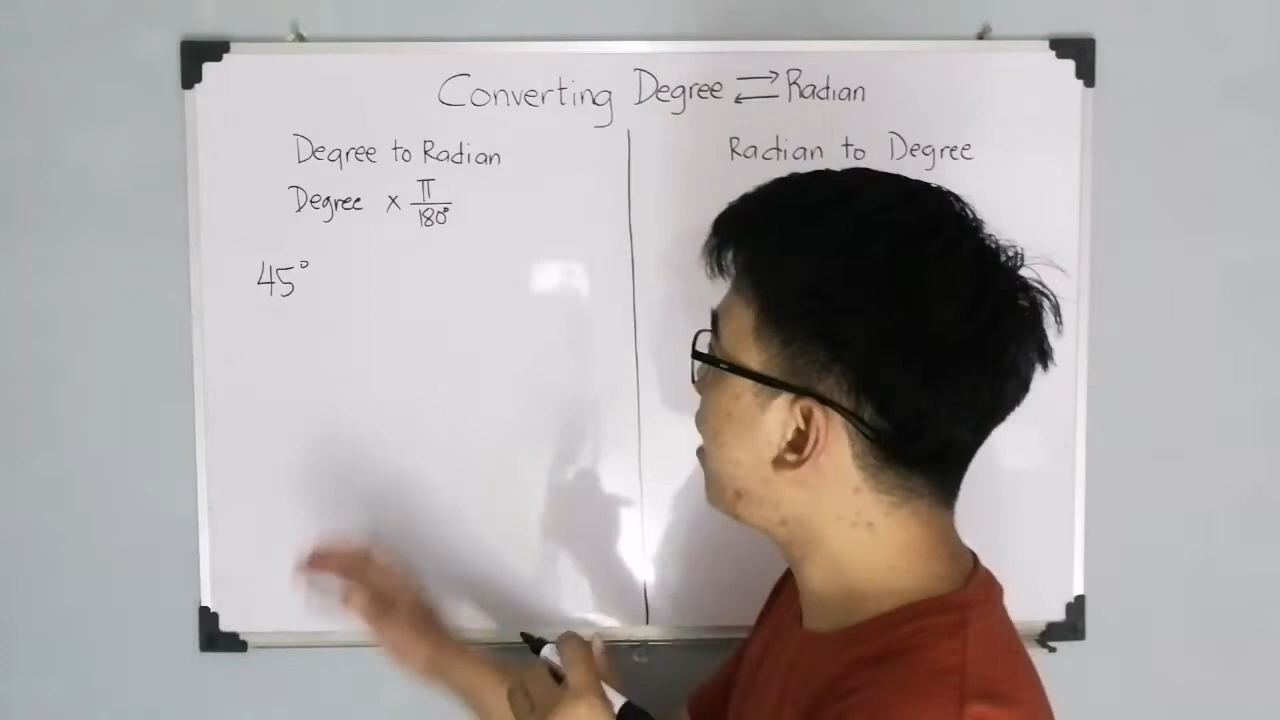 Converting Degree ⇄ Radian
Degree to Radian
Degree × π/180°
45°
Radian to Degree